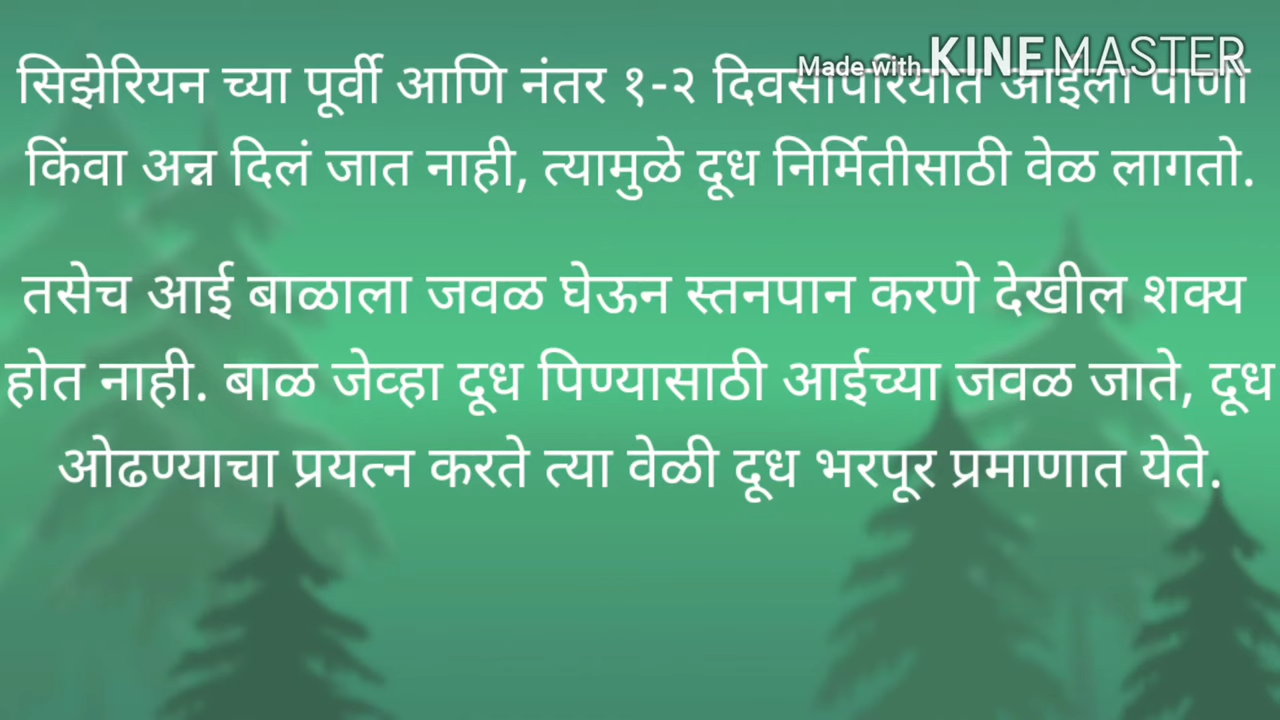 Made with KINEMASTER
सिझेरियन च्या पूर्वी आणि नंतर १-२ दिवसांपर्यंत आईला पाणी
किंवा अन्न दिलं जात नाही, त्यामुळे दूध निर्मितीसाठी वेळ लागतो.
तसेच आई बाळाला जवळ घेऊन स्तनपान करणे देखील शक्य
होत नाही. बाळ जेव्हा दूध पिण्यासाठी आईच्या जवळ जाते, दूध
ओढण्याचा प्रयत्न करते त्या वेळी दूध भरपूर प्रमाणात येते.